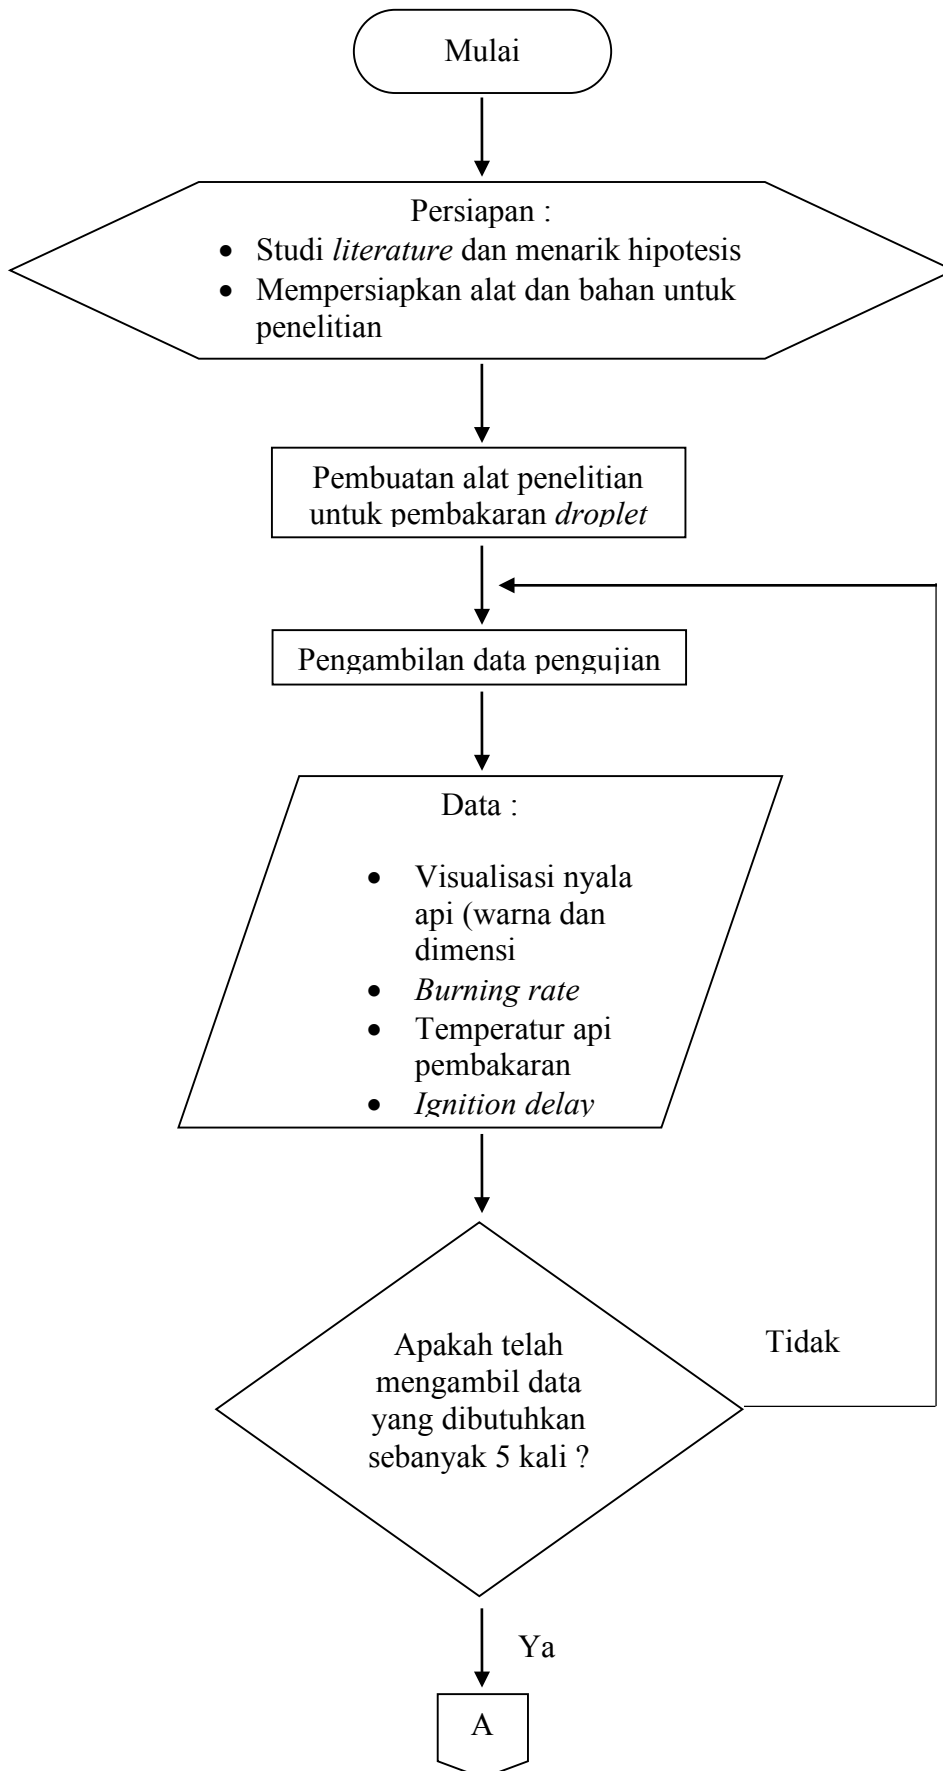 Mulai
Persiapan :
• Studi literature dan menarik hipotesis
• Mempersiapkan alat dan bahan untuk
penelitian
Pembuatan alat penelitian
untuk pembakaran droplet
Pengambilan data pengujian
Data :
• Visualisasi nyala
api (warna dan
dimensi
• Burning rate
• Temperatur api
pembakaran
• Ignition delay
Apakah telah
mengambil data
yang dibutuhkan
sebanyak 5 kali ?
Tidak
Ya
A